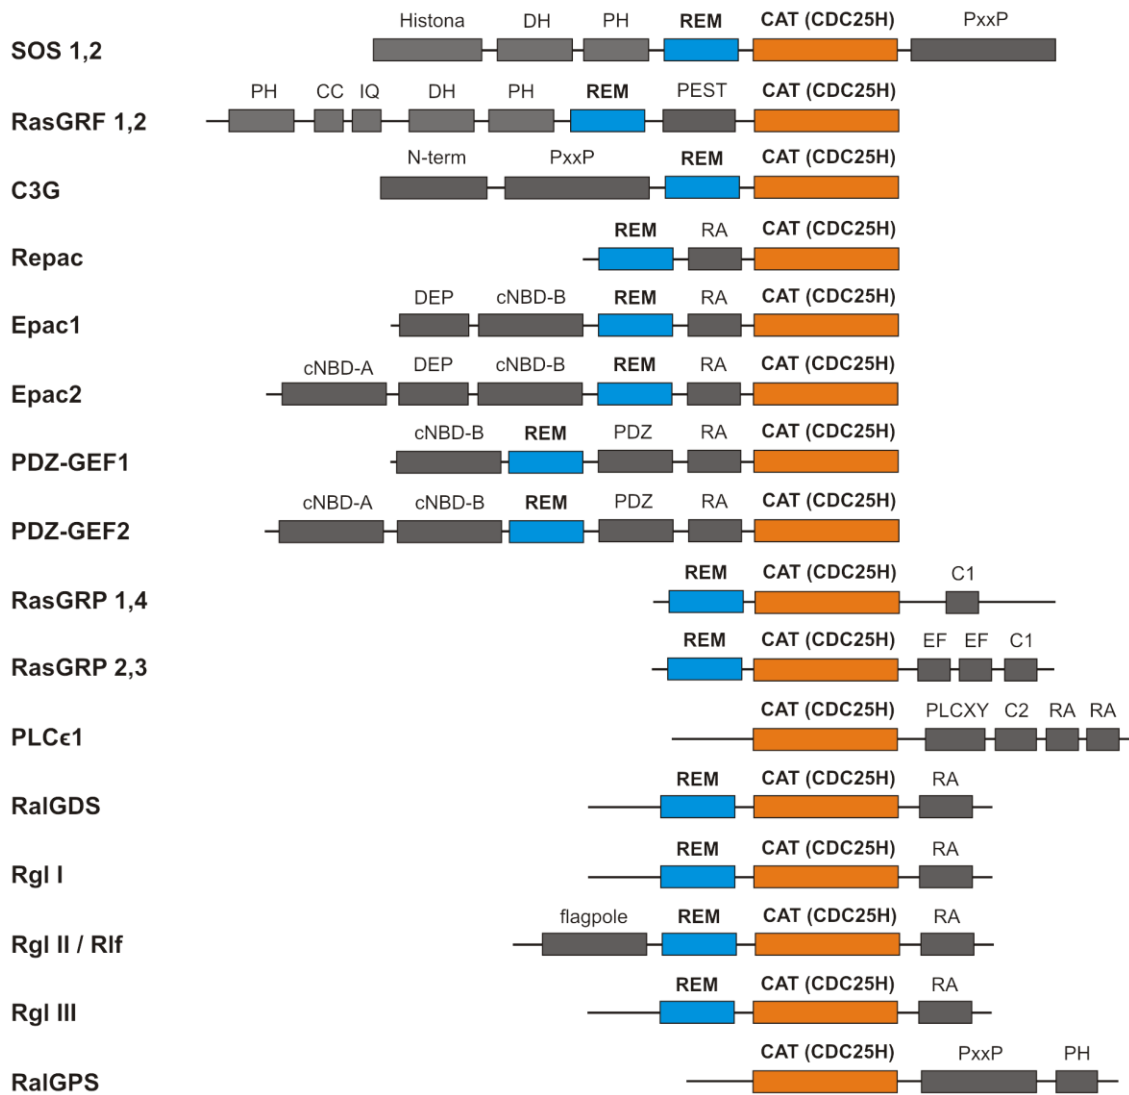 Histona DH PH REM CAT (CDC25H) PxxP
SOS 1,2
PH CC IQ DH PH REM PEST CAT (CDC25H)
RasGRF 1,2
N-term PxxP REM CAT (CDC25H)
C3G
REM RA CAT (CDC25H)
Repac
DEP cNBD-B REM RA CAT (CDC25H)
Epac1
cNBD-A DEP cNBD-B REM RA CAT (CDC25H)
Epac2
cNBD-B REM PDZ RA CAT (CDC25H)
PDZ-GEF1
cNBD-A cNBD-B REM PDZ RA CAT (CDC25H)
PDZ-GEF2
REM CAT (CDC25H) C1
RasGRP 1,4
REM CAT (CDC25H) EF EF C1
RasGRP 2,3
CAT (CDC25H) PLCXY C2 RA RA
PLCϵ1
REM CAT (CDC25H) RA
RalGDS
REM CAT (CDC25H) RA
Rgl I
flagpole REM CAT (CDC25H) RA
Rgl II / Rlf
REM CAT (CDC25H) RA
Rgl III
CAT (CDC25H) PxxP PH
RalGPS